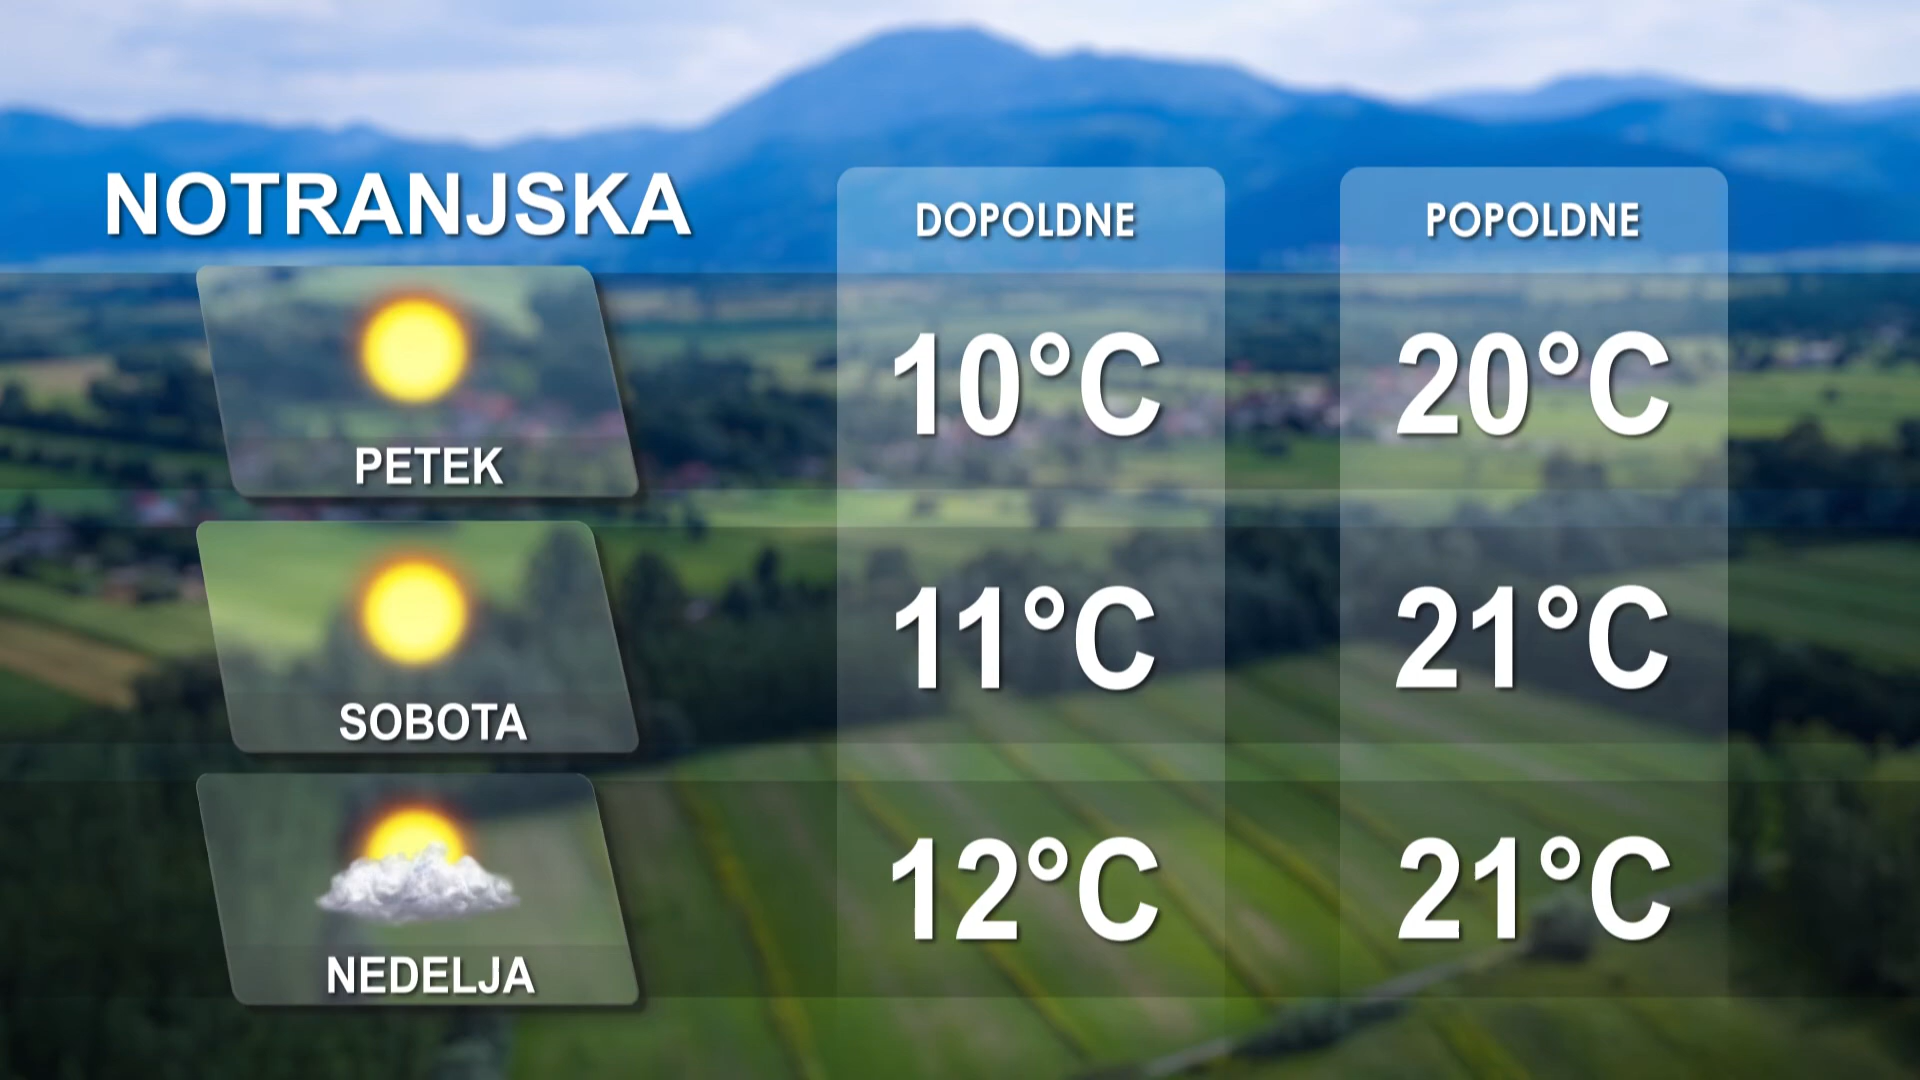 NOTRANJSKA
DOPOLDNE POPOLDNE
PETEK 10°C 20°C
SOBOTA 11°C 21°C
NEDELJA 12°C 21°C